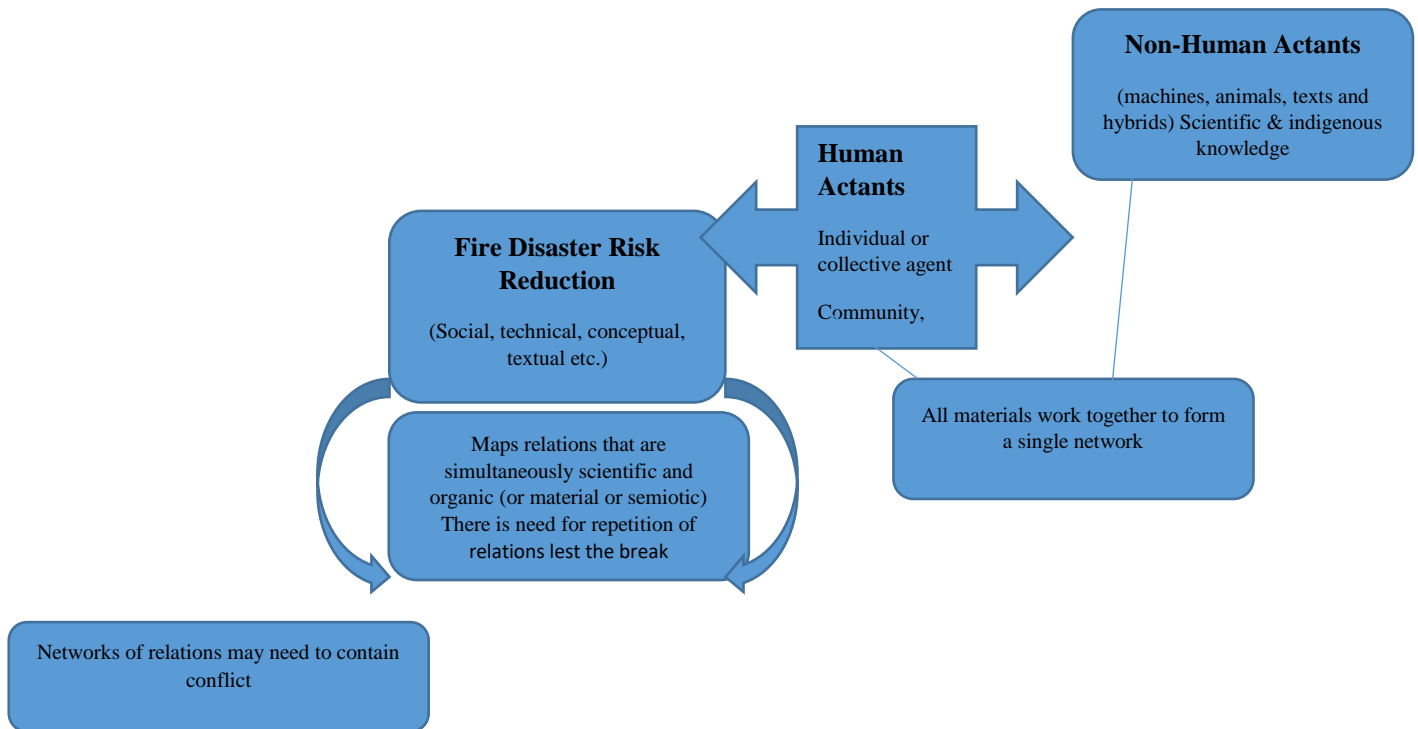 Non-Human Actants
(machines, animals, texts and
hybrids) Scientific & indigenous
knowledge
Human
Actants
Individual or
collective agent
Community,
Fire Disaster Risk
Reduction
(Social, technical, conceptual,
textual etc.)
All materials work together to form
a single network
Maps relations that are
simultaneously scientific and
organic (or material or semiotic)
There is need for repetition of
relations lest the break
Networks of relations may need to contain
conflict